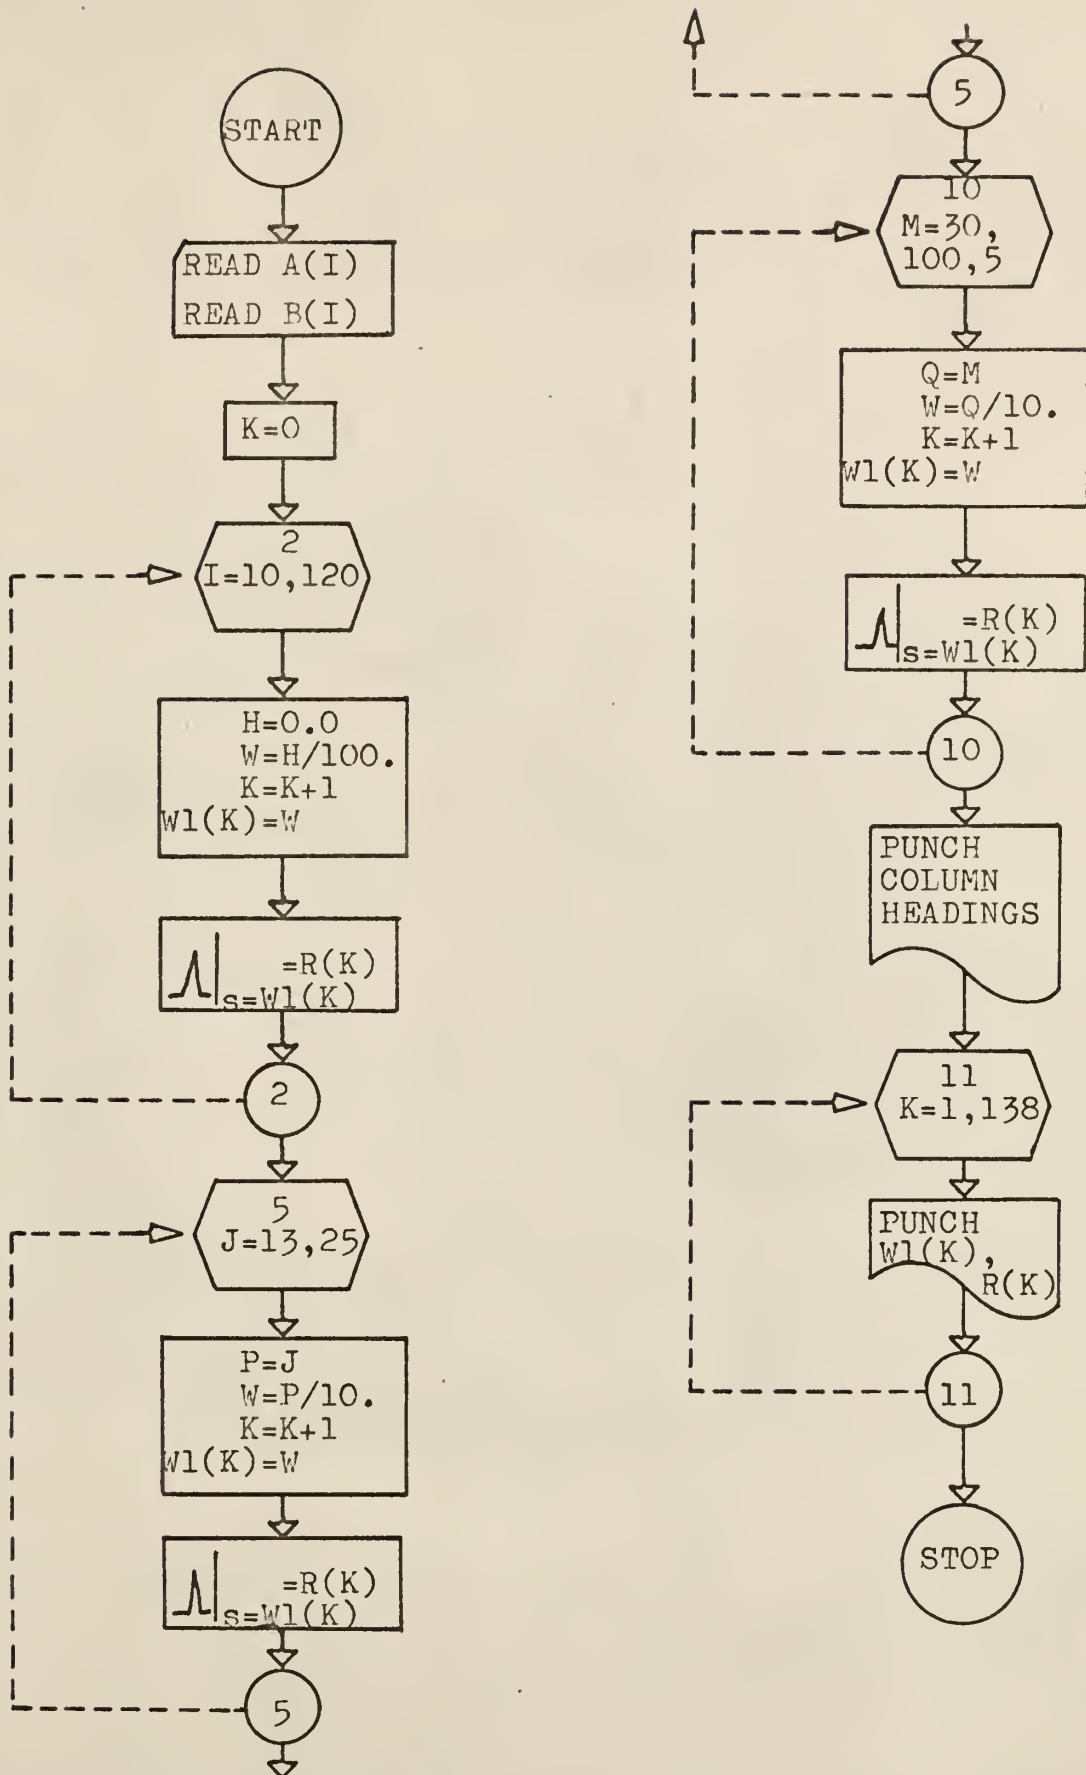 START
READ A(I)
READ B(I)
K=0
2
I=10,120
H=0.0
W=H/100.
K=K+1
W1(K)=W
=R(K)
s=W1(K)
2
5
J=13,25
P=J
W=P/10.
K=K+1
W1(K)=W
=R(K)
s=W1(K)
5
5
10
M=30,
100,5
Q=M
W=Q/10.
K=K+1
W1(K)=W
=R(K)
s=W1(K)
10
PUNCH
COLUMN
HEADINGS
11
K=1,138
PUNCH
W1(K),
R(K)
11
STOP